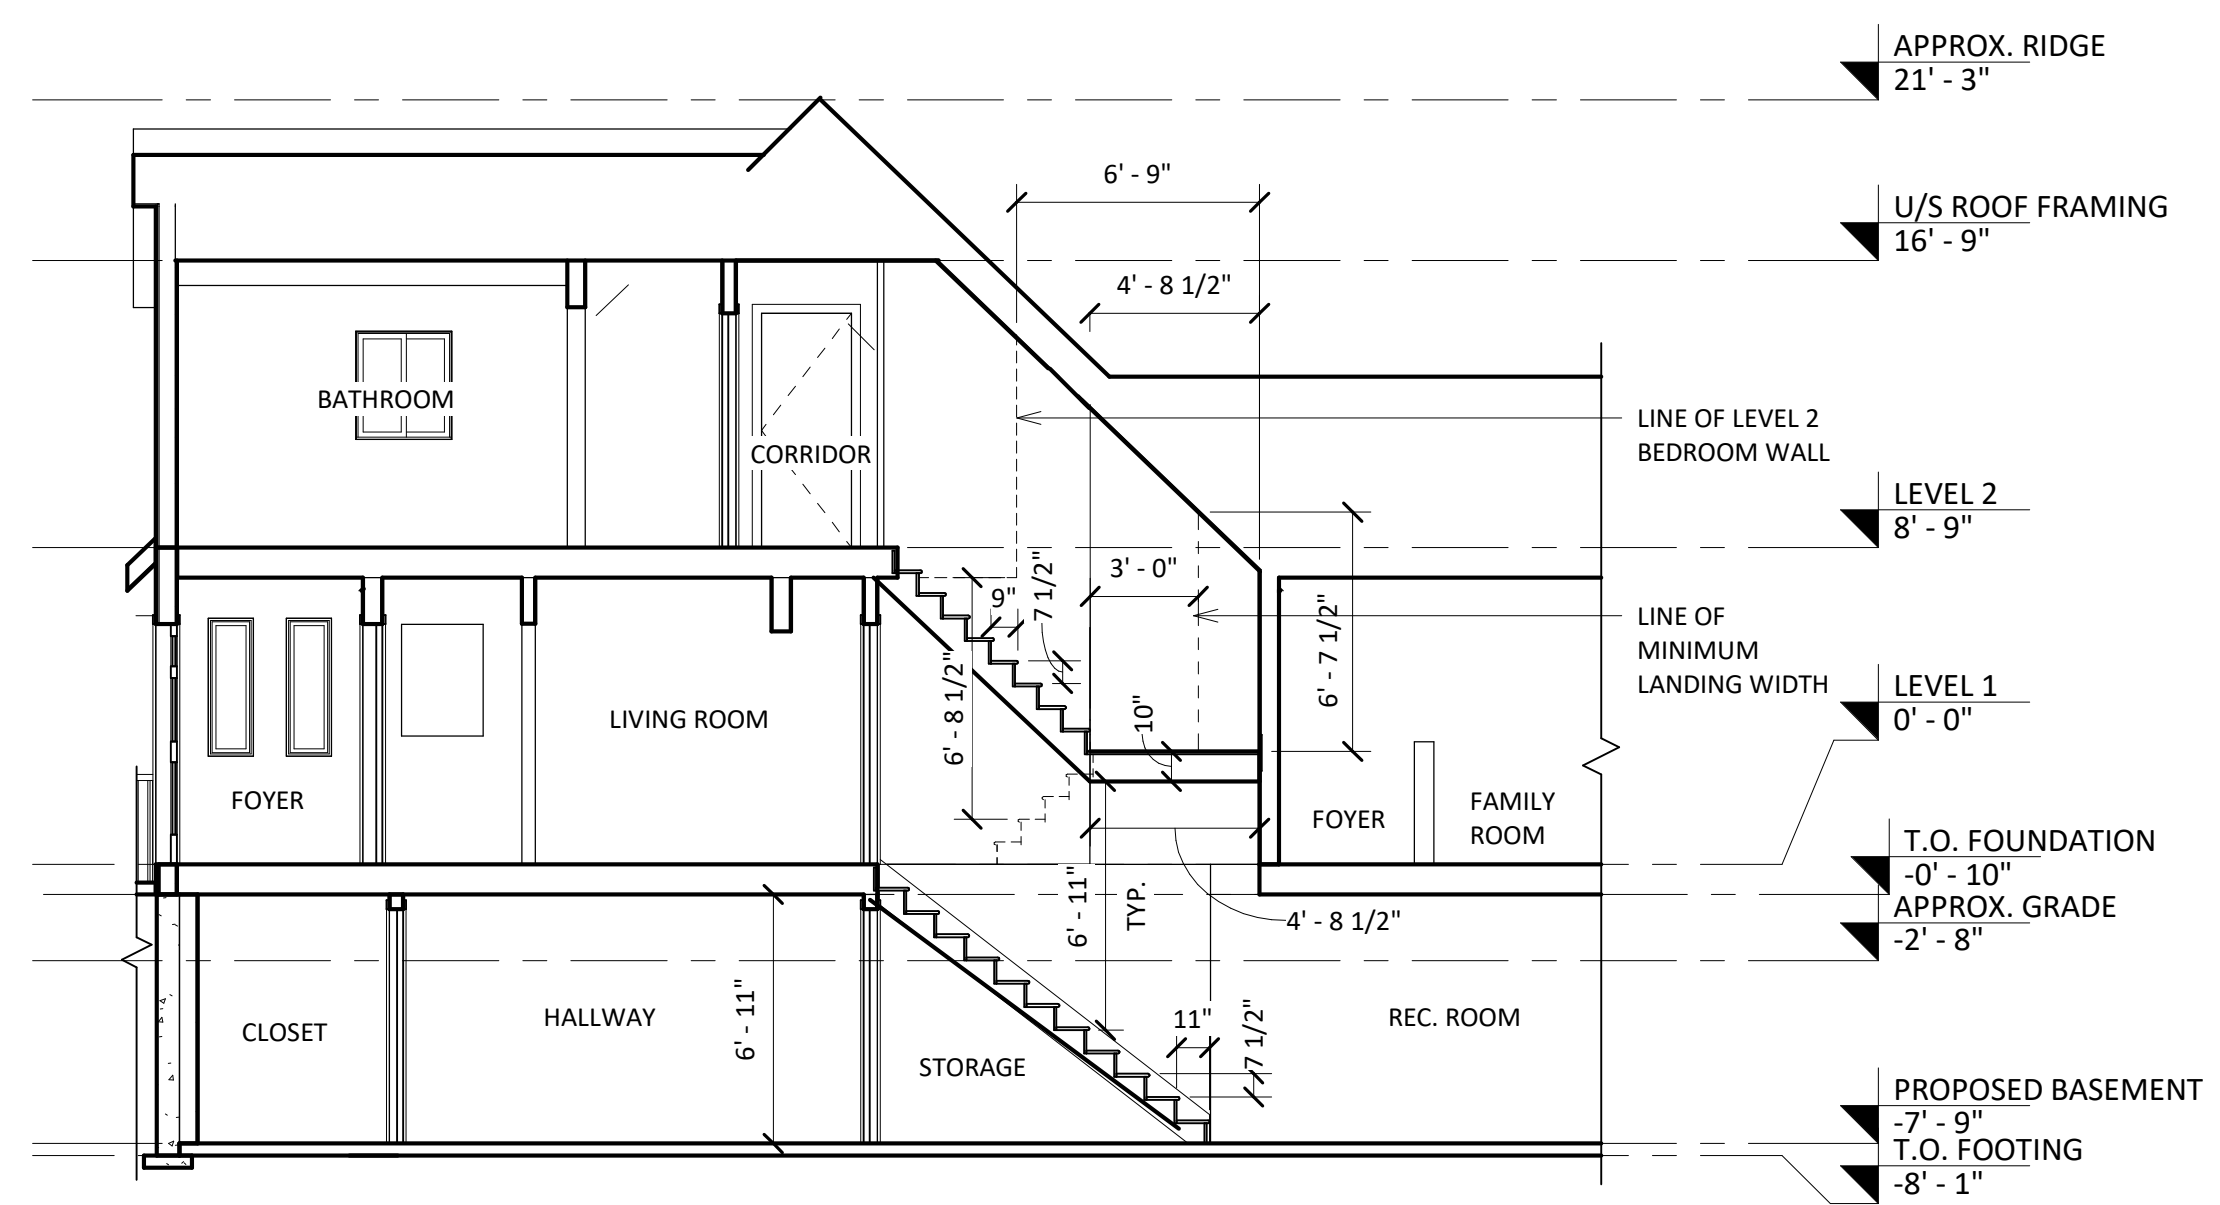 APPROX. RIDGE
21' - 3"
6' - 9"
U/S ROOF FRAMING
16' - 9"
4' - 8 1/2"
BATHROOM
CORRIDOR
LINE OF LEVEL 2
BEDROOM WALL
LEVEL 2
8' - 9"
9"
7 1/2"
3' - 0"
6' - 7 1/2"
LINE OF
MINIMUM
LANDING WIDTH
6' - 8 1/2"
10"
LEVEL 1
0' - 0"
LIVING ROOM
FOYER
FOYER
FAMILY
ROOM
T.O. FOUNDATION
-0' - 10"
6' - 11"
TYP.
4' - 8 1/2"
APPROX. GRADE
-2' - 8"
CLOSET
HALLWAY
6' - 11"
STORAGE
11"
7 1/2"
REC. ROOM
PROPOSED BASEMENT
-7' - 9"
T.O. FOOTING
-8' - 1"